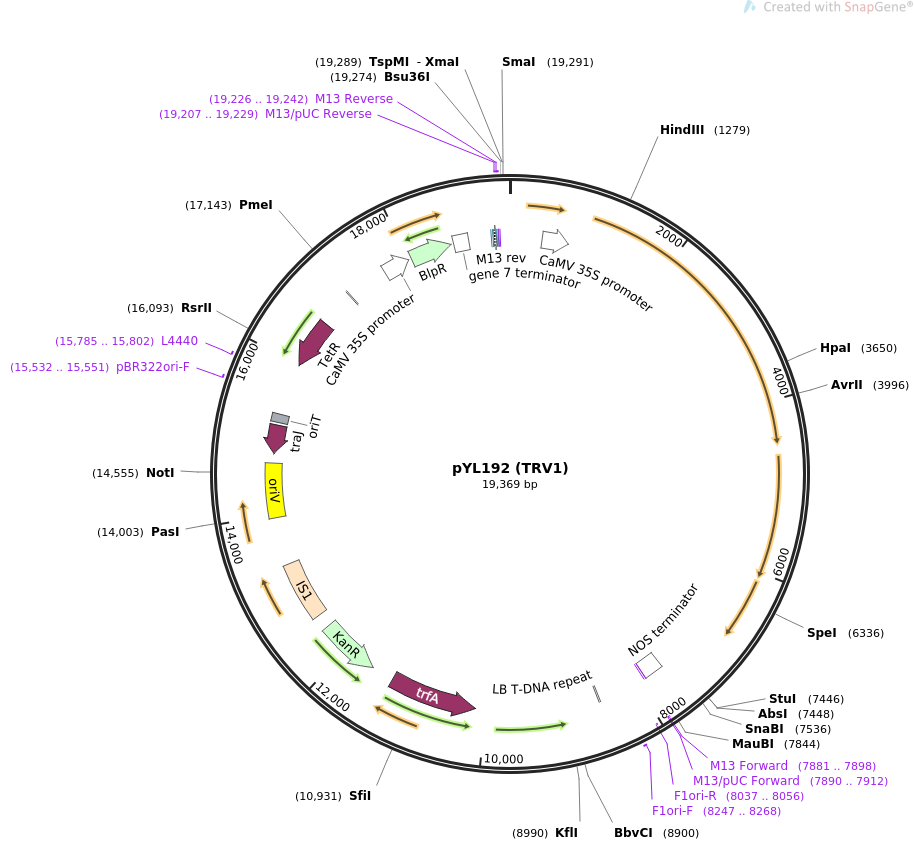 Created with SnapGene®
(19,289) TspMI - XmaI
SmaI (19,291)
(19,274) Bsu36I
(19,226 .. 19,242) M13 Reverse
(19,207 .. 19,229) M13/pUC Reverse
HindIII (1279)
(17,143) PmeI
18,000
2000
BlpR
M13 rev
gene 7 terminator
CaMV 35S promoter
CaMV 35S promoter
(16,093) RsrII
(15,785 .. 15,802) L4440
(15,532 .. 15,551) pBR322ori-F
16,000
TetR
HpaI (3650)
4000
AvrII (3996)
oriT
traJ
pYL192 (TRV1)
19,369 bp
(14,555) NotI
oriV
(14,003) PasI
14,000
6000
IS1
SpeI (6336)
NOS terminator
KanR
LB T-DNA repeat
trfA
12,000
8000
StuI (7446)
AbsI (7448)
SnaBI (7536)
MauBI (7844)
10,000
M13 Forward (7881 .. 7898)
M13/pUC Forward (7890 .. 7912)
F1ori-R (8037 .. 8056)
F1ori-F (8247 .. 8268)
(10,931) SfiI
(8990) KflI
BbvCI (8900)